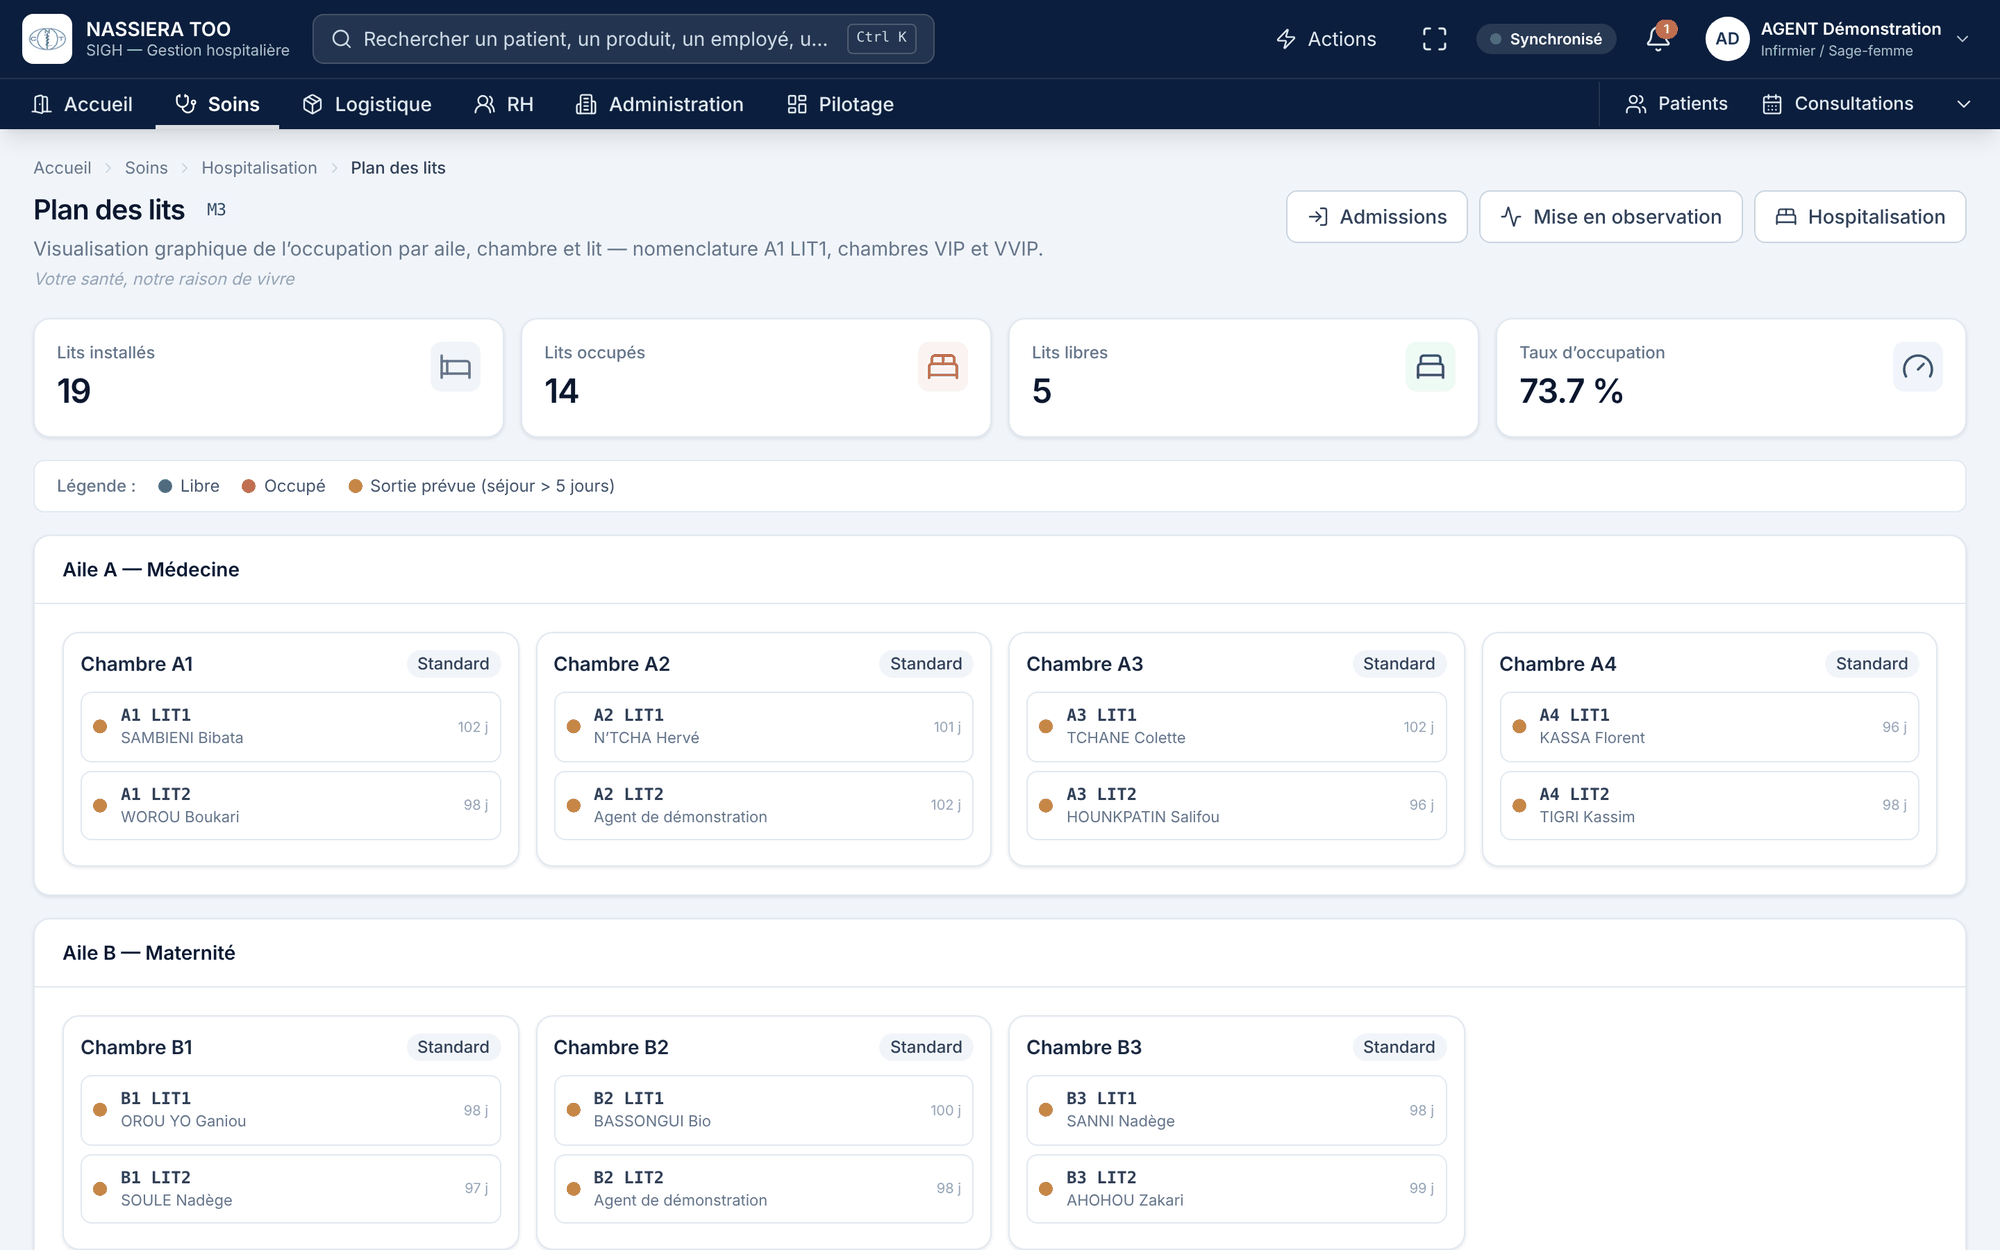 NASSIERA TOO
SIGH — Gestion hospitalière
Rechercher un patient, un produit, un employé, u...
Ctrl K
Actions
Synchronisé
1
AD
AGENT Démonstration
Infirmier / Sage-femme
Accueil
Soins
Logistique
RH
Administration
Pilotage
Patients
Consultations
Accueil
Soins
Hospitalisation
Plan des lits
Plan des lits M3
Visualisation graphique de l’occupation par aile, chambre et lit — nomenclature A1 LIT1, chambres VIP et VVIP.
Votre santé, notre raison de vivre
Admissions
Mise en observation
Hospitalisation
Lits installés
19
Lits occupés
14
Lits libres
5
Taux d’occupation
73.7 %
Légende :
Libre
Occupé
Sortie prévue (séjour > 5 jours)
Aile A — Médecine
Chambre A1
Standard
A1 LIT1
SAMBIENI Bibata
102 j
A1 LIT2
WOROU Boukari
98 j
Chambre A2
Standard
A2 LIT1
N’TCHA Hervé
101 j
A2 LIT2
Agent de démonstration
102 j
Chambre A3
Standard
A3 LIT1
TCHANE Colette
102 j
A3 LIT2
HOUNKPATIN Salifou
96 j
Chambre A4
Standard
A4 LIT1
KASSA Florent
96 j
A4 LIT2
TIGRI Kassim
98 j
Aile B — Maternité
Chambre B1
Standard
B1 LIT1
OROU YO Ganiou
98 j
B1 LIT2
SOULE Nadège
97 j
Chambre B2
Standard
B2 LIT1
BASSONGUI Bio
100 j
B2 LIT2
Agent de démonstration
98 j
Chambre B3
Standard
B3 LIT1
SANNI Nadège
98 j
B3 LIT2
AHOHOU Zakari
99 j